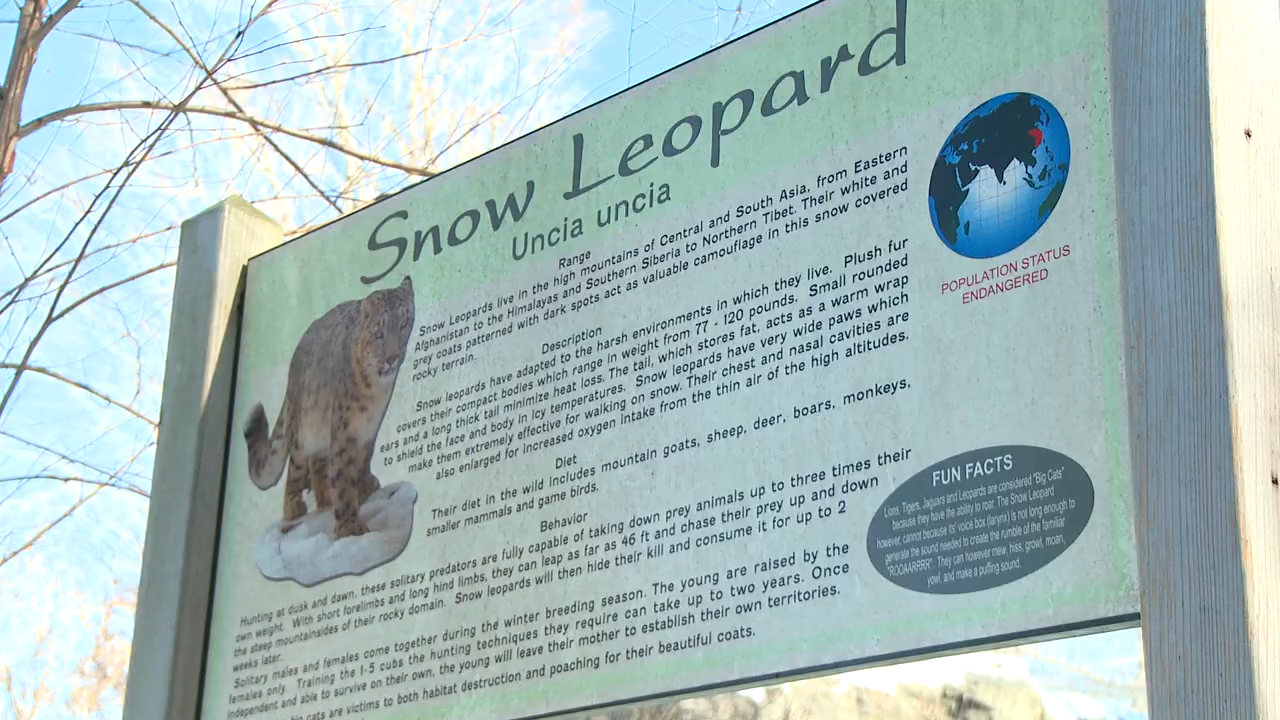 Snow Leopard
Uncia uncia
Range
Snow Leopards live in the high mountains of Central and South Asia, from Eastern
Afghanistan to the Himalayas and Southern Siberia to Northern Tibet. Their white and
grey coats patterned with dark spots act as valuable camouflage in this snow covered
rocky terrain.
Description
Snow leopards have adapted to the harsh environments in which they live. Plush fur
covers their compact bodies which range in weight from 77 - 120 pounds. Small rounded
ears and a long thick tail minimize heat loss. The tail, which stores fat, acts as a warm wrap
to shield the face and body in icy temperatures. Snow leopards have very wide paws which
make them extremely effective for walking on snow. Their chest and nasal cavities are
also enlarged for increased oxygen intake from the thin air of the high altitudes.
Diet
Their diet in the wild includes mountain goats, sheep, deer, boars, monkeys,
smaller mammals and game birds.
Behavior
Hunting at dusk and dawn, these solitary predators are fully capable of taking down prey animals up to three times their
own weight. With short forelimbs and long hind limbs, they can leap as far as 46 ft and chase their prey up and down
the steep mountainsides of their rocky domain. Snow leopards will then hide their kill and consume it for up to 2
weeks later.
Solitary males and females come together during the winter breeding season. The young are raised by the
females only. Training the 1-5 cubs the hunting techniques they require can take up to two years. Once
independent and able to survive on their own, the young will leave their mother to establish their own territories.
cats are victims to both habitat destruction and poaching for their beautiful coats.
POPULATION STATUS
ENDANGERED
FUN FACTS
Lions, Tigers, Jaguars and Leopards are considered "Big Cats"
because they have the ability to roar. The Snow Leopard
however, cannot because its' voice box (larynx) is not long enough to
generate the sound needed to create the rumble of the familiar
"ROOAARRRR". They can however mew, hiss, growl, moan,
yowl, and make a puffing sound.